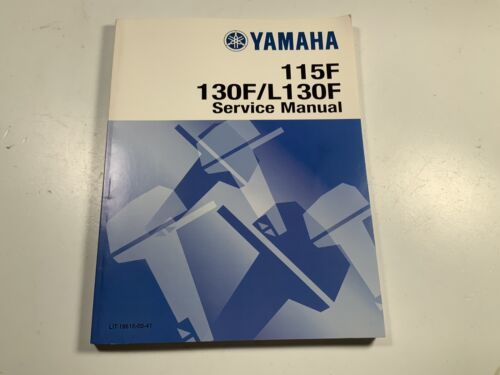 YAMAHA
115F
130F/L130F
Service Manual